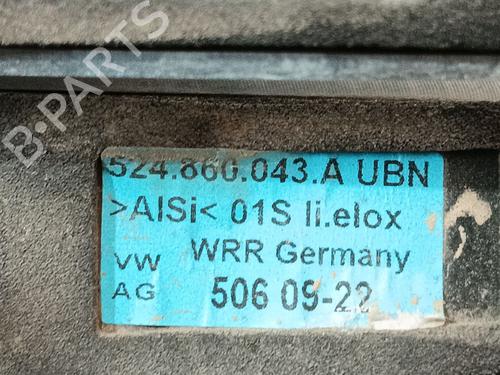 B-PARTS
524.860.043.A UBN
>AlSi< 01S li.elox
VW WRR Germany
AG 506 09-22